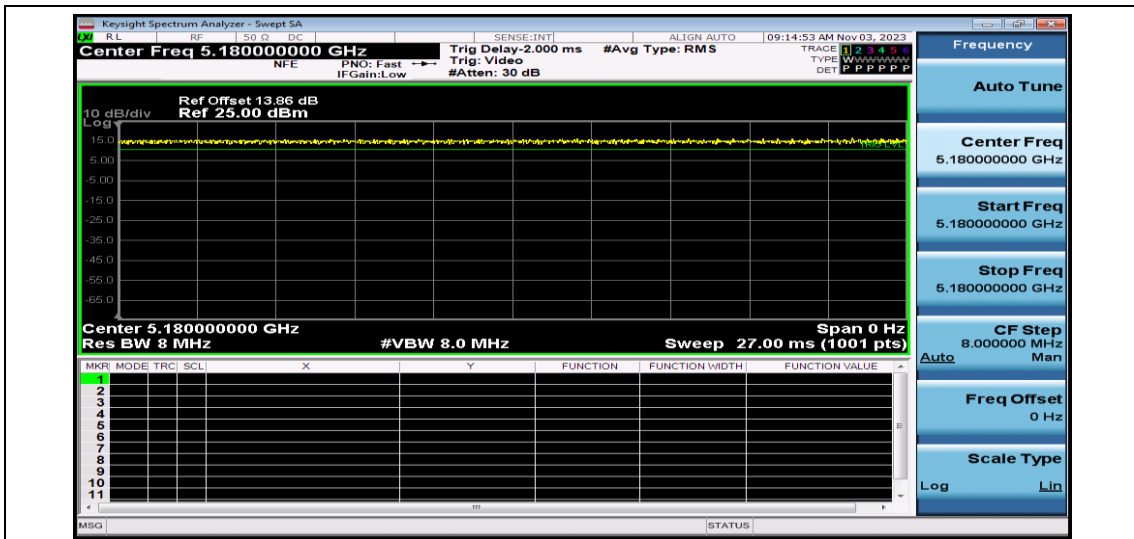 Keysight Spectrum Analyzer - Swept SA
LXI RL RF 50 Ω DC SENSE:INT ALIGN AUTO 09:14:53 AM Nov 03, 2023
Center Freq 5.180000000 GHz
NFE PNO: Fast IFGain:Low
Trig Delay-2.000 ms
Trig: Video
#Atten: 30 dB
#Avg Type: RMS
TRACE 1 2 3 4 5 6
TYPE WWWWWW
DET P P P P P P
Ref Offset 13.86 dB
10 dB/div Ref 25.00 dBm
Log
15.0
TRIG LVL
5.00
-5.00
-15.0
-25.0
-35.0
-45.0
-55.0
-65.0
Center 5.180000000 GHz Span 0 Hz
Res BW 8 MHz #VBW 8.0 MHz Sweep 27.00 ms (1001 pts)
MKR MODE TRC SCL X Y FUNCTION FUNCTION WIDTH FUNCTION VALUE
1
2
3
4
5
6
7
8
9
10
11
MSG STATUS
Frequency
Auto Tune
Center Freq
5.180000000 GHz
Start Freq
5.180000000 GHz
Stop Freq
5.180000000 GHz
CF Step
8.000000 MHz
Auto Man
Freq Offset
0 Hz
Scale Type
Log Lin